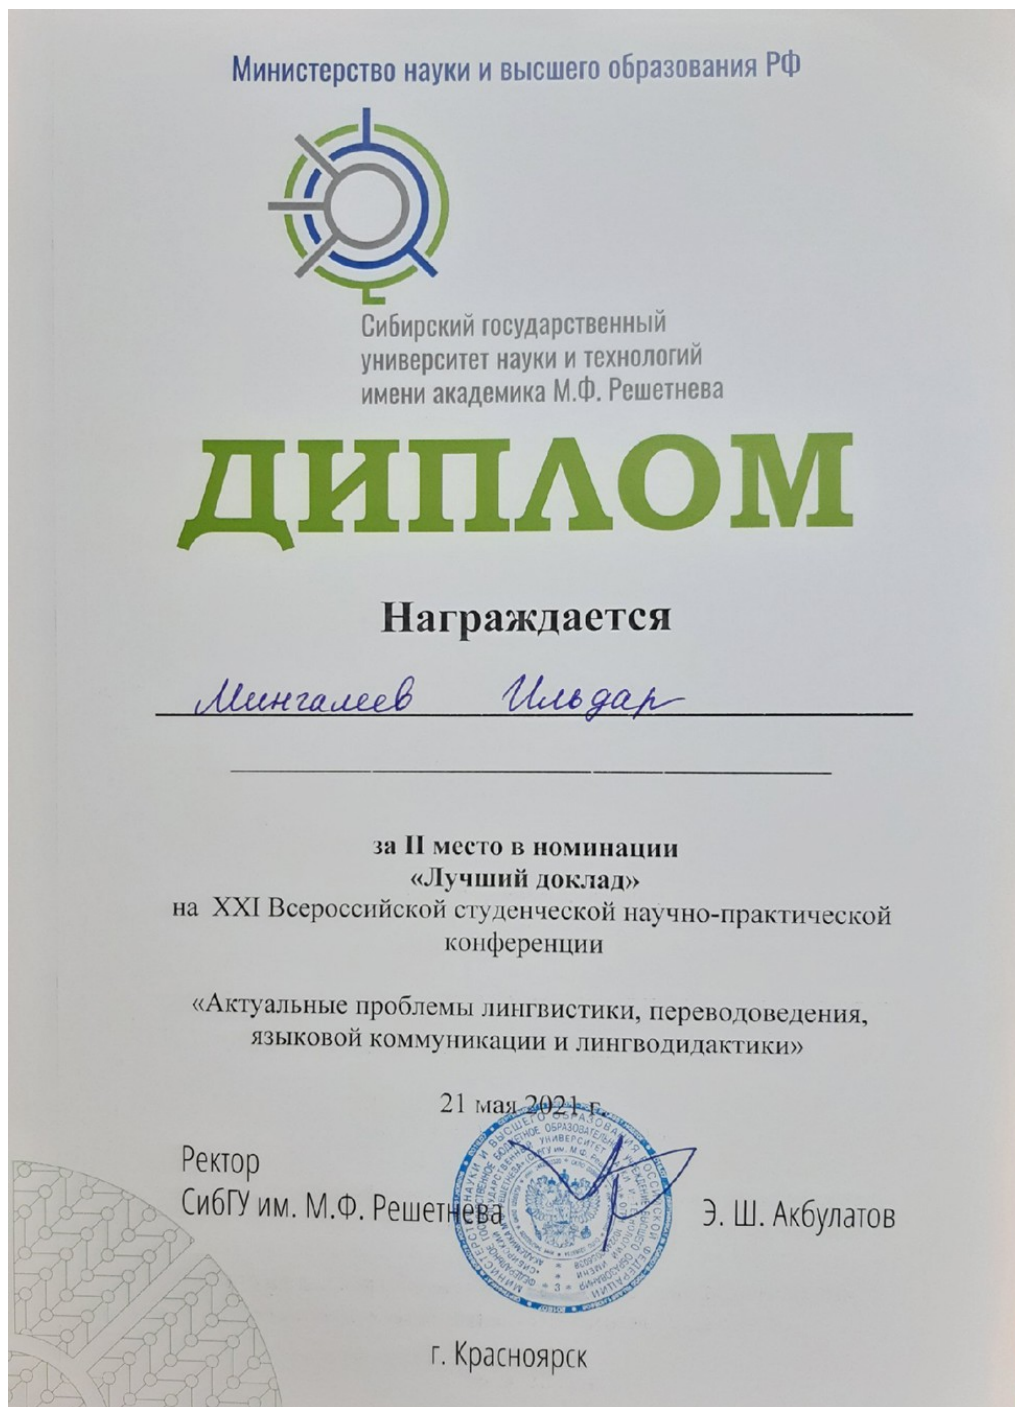 Министерство науки и высшего образования РФ
Сибирский государственный
университет науки и технологий
имени академика М.Ф. Решетнева
ДИПЛОМ
Награждается
Мингалеев Ильдар
за II место в номинации
«Лучший доклад»
на XXI Всероссийской студенческой научно-практической
конференции
«Актуальные проблемы лингвистики, переводоведения,
языковой коммуникации и лингводидактики»
21 мая 2021 г.
Ректор
СибГУ им. М.Ф. Решетнева
Э. Ш. Акбулатов
г. Красноярск